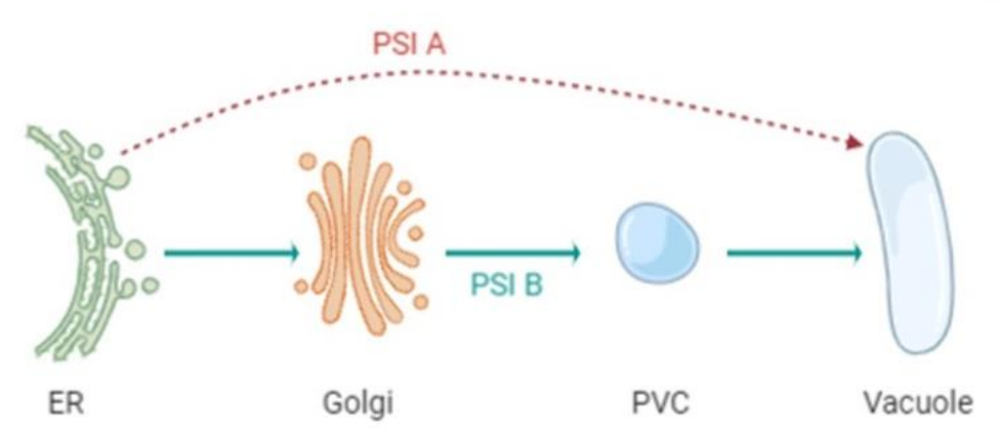 PSI A
PSI B
ER
Golgi
PVC
Vacuole